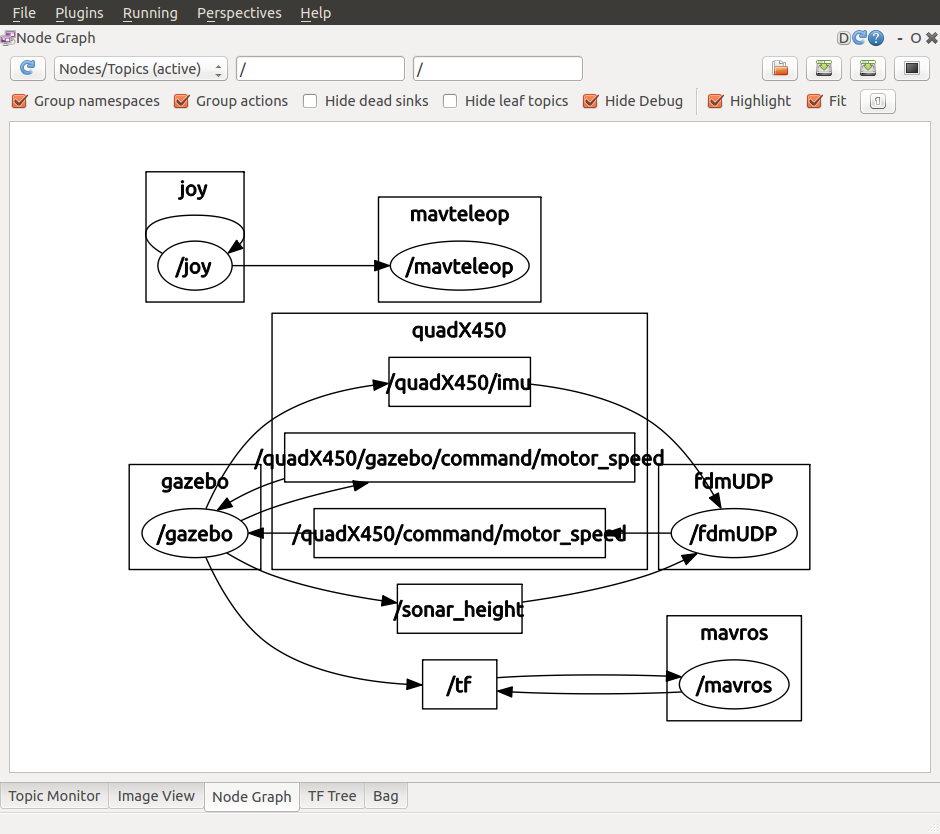 File Plugins Running Perspectives Help
Node Graph D ? - O
Nodes/Topics (active) / /
Group namespaces Group actions Hide dead sinks Hide leaf topics Hide Debug Highlight Fit
joy
/joy
mavteleop
/mavteleop
quadX450
/quadX450/imu
/quadX450/gazebo/command/motor_speed
gazebo
/gazebo
/quadX450/command/motor_speed
fdmUDP
/fdmUDP
/sonar_height
mavros
/mavros
/tf
Topic Monitor Image View Node Graph TF Tree Bag